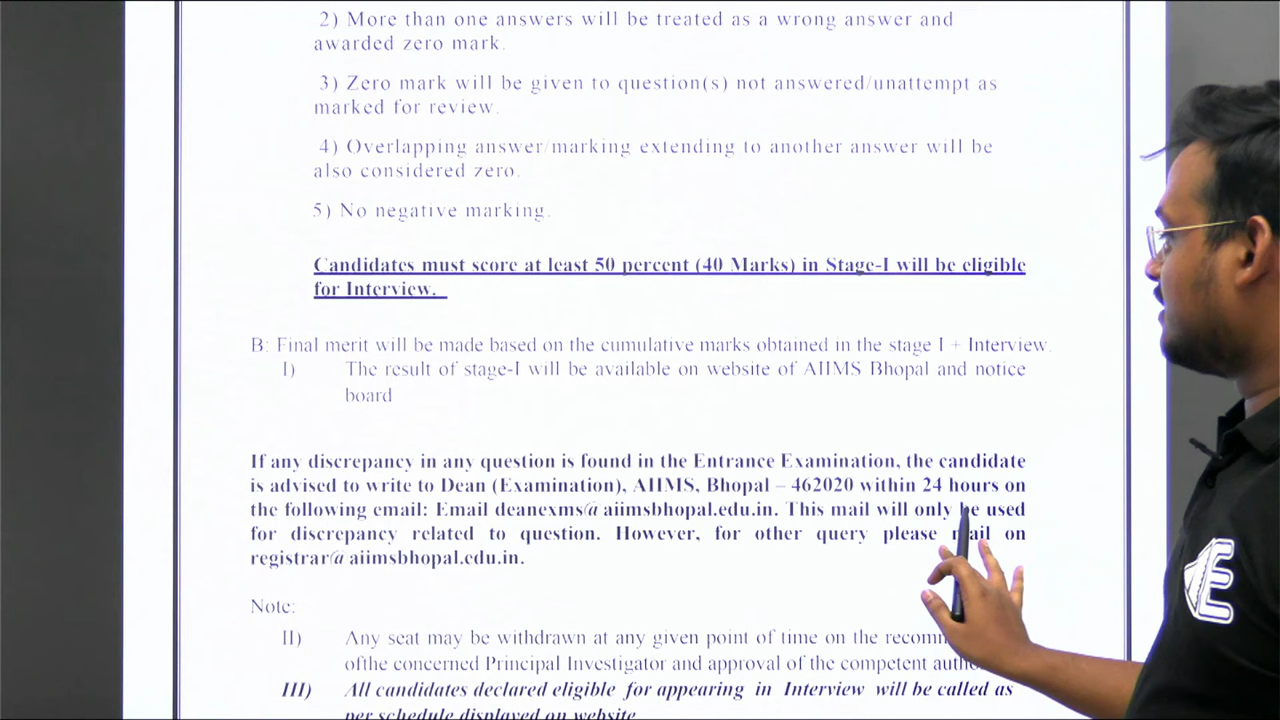 2) More than one answers will be treated as a wrong answer and
awarded zero mark.
3) Zero mark will be given to question(s) not answered/unattempt as
marked for review.
4) Overlapping answer/marking extending to another answer will be
also considered zero.
5) No negative marking.
Candidates must score at least 50 percent (40 Marks) in Stage-I will be eligible
for Interview.
B: Final merit will be made based on the cumulative marks obtained in the stage I + Interview.
I) The result of stage-I will be available on website of AIIMS Bhopal and notice
board
If any discrepancy in any question is found in the Entrance Examination, the candidate
is advised to write to Dean (Examination), AIIMS, Bhopal – 462020 within 24 hours on
the following email: Email deanexms@aiimsbhopal.edu.in. This mail will only be used
for discrepancy related to question. However, for other query please mail on
registrar@aiimsbhopal.edu.in.
Note:
II) Any seat may be withdrawn at any given point of time on the
ofthe concerned Principal Investigator and approval of the competent
III) All candidates declared eligible for appearing in Interview will be called as
per schedule displayed on website